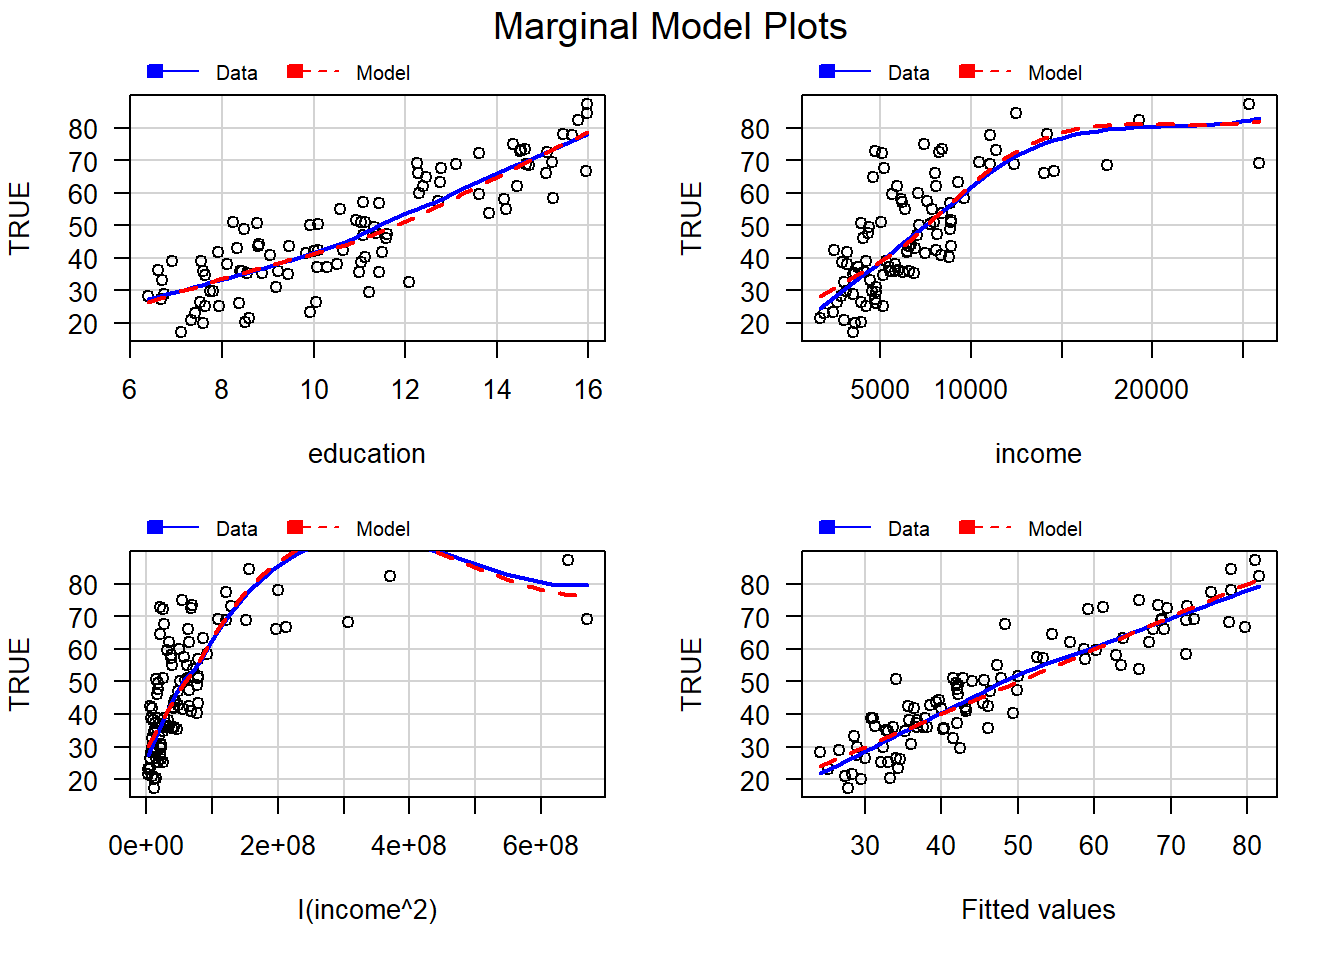 Marginal Model Plots
Data Model
TRUE
80
70
60
50
40
30
20
6 8 10 12 14 16
education
Data Model
TRUE
80
70
60
50
40
30
20
5000 10000 20000
income
Data Model
TRUE
80
70
60
50
40
30
20
0e+00 2e+08 4e+08 6e+08
I(income^2)
Data Model
TRUE
80
70
60
50
40
30
20
30 40 50 60 70 80
Fitted values